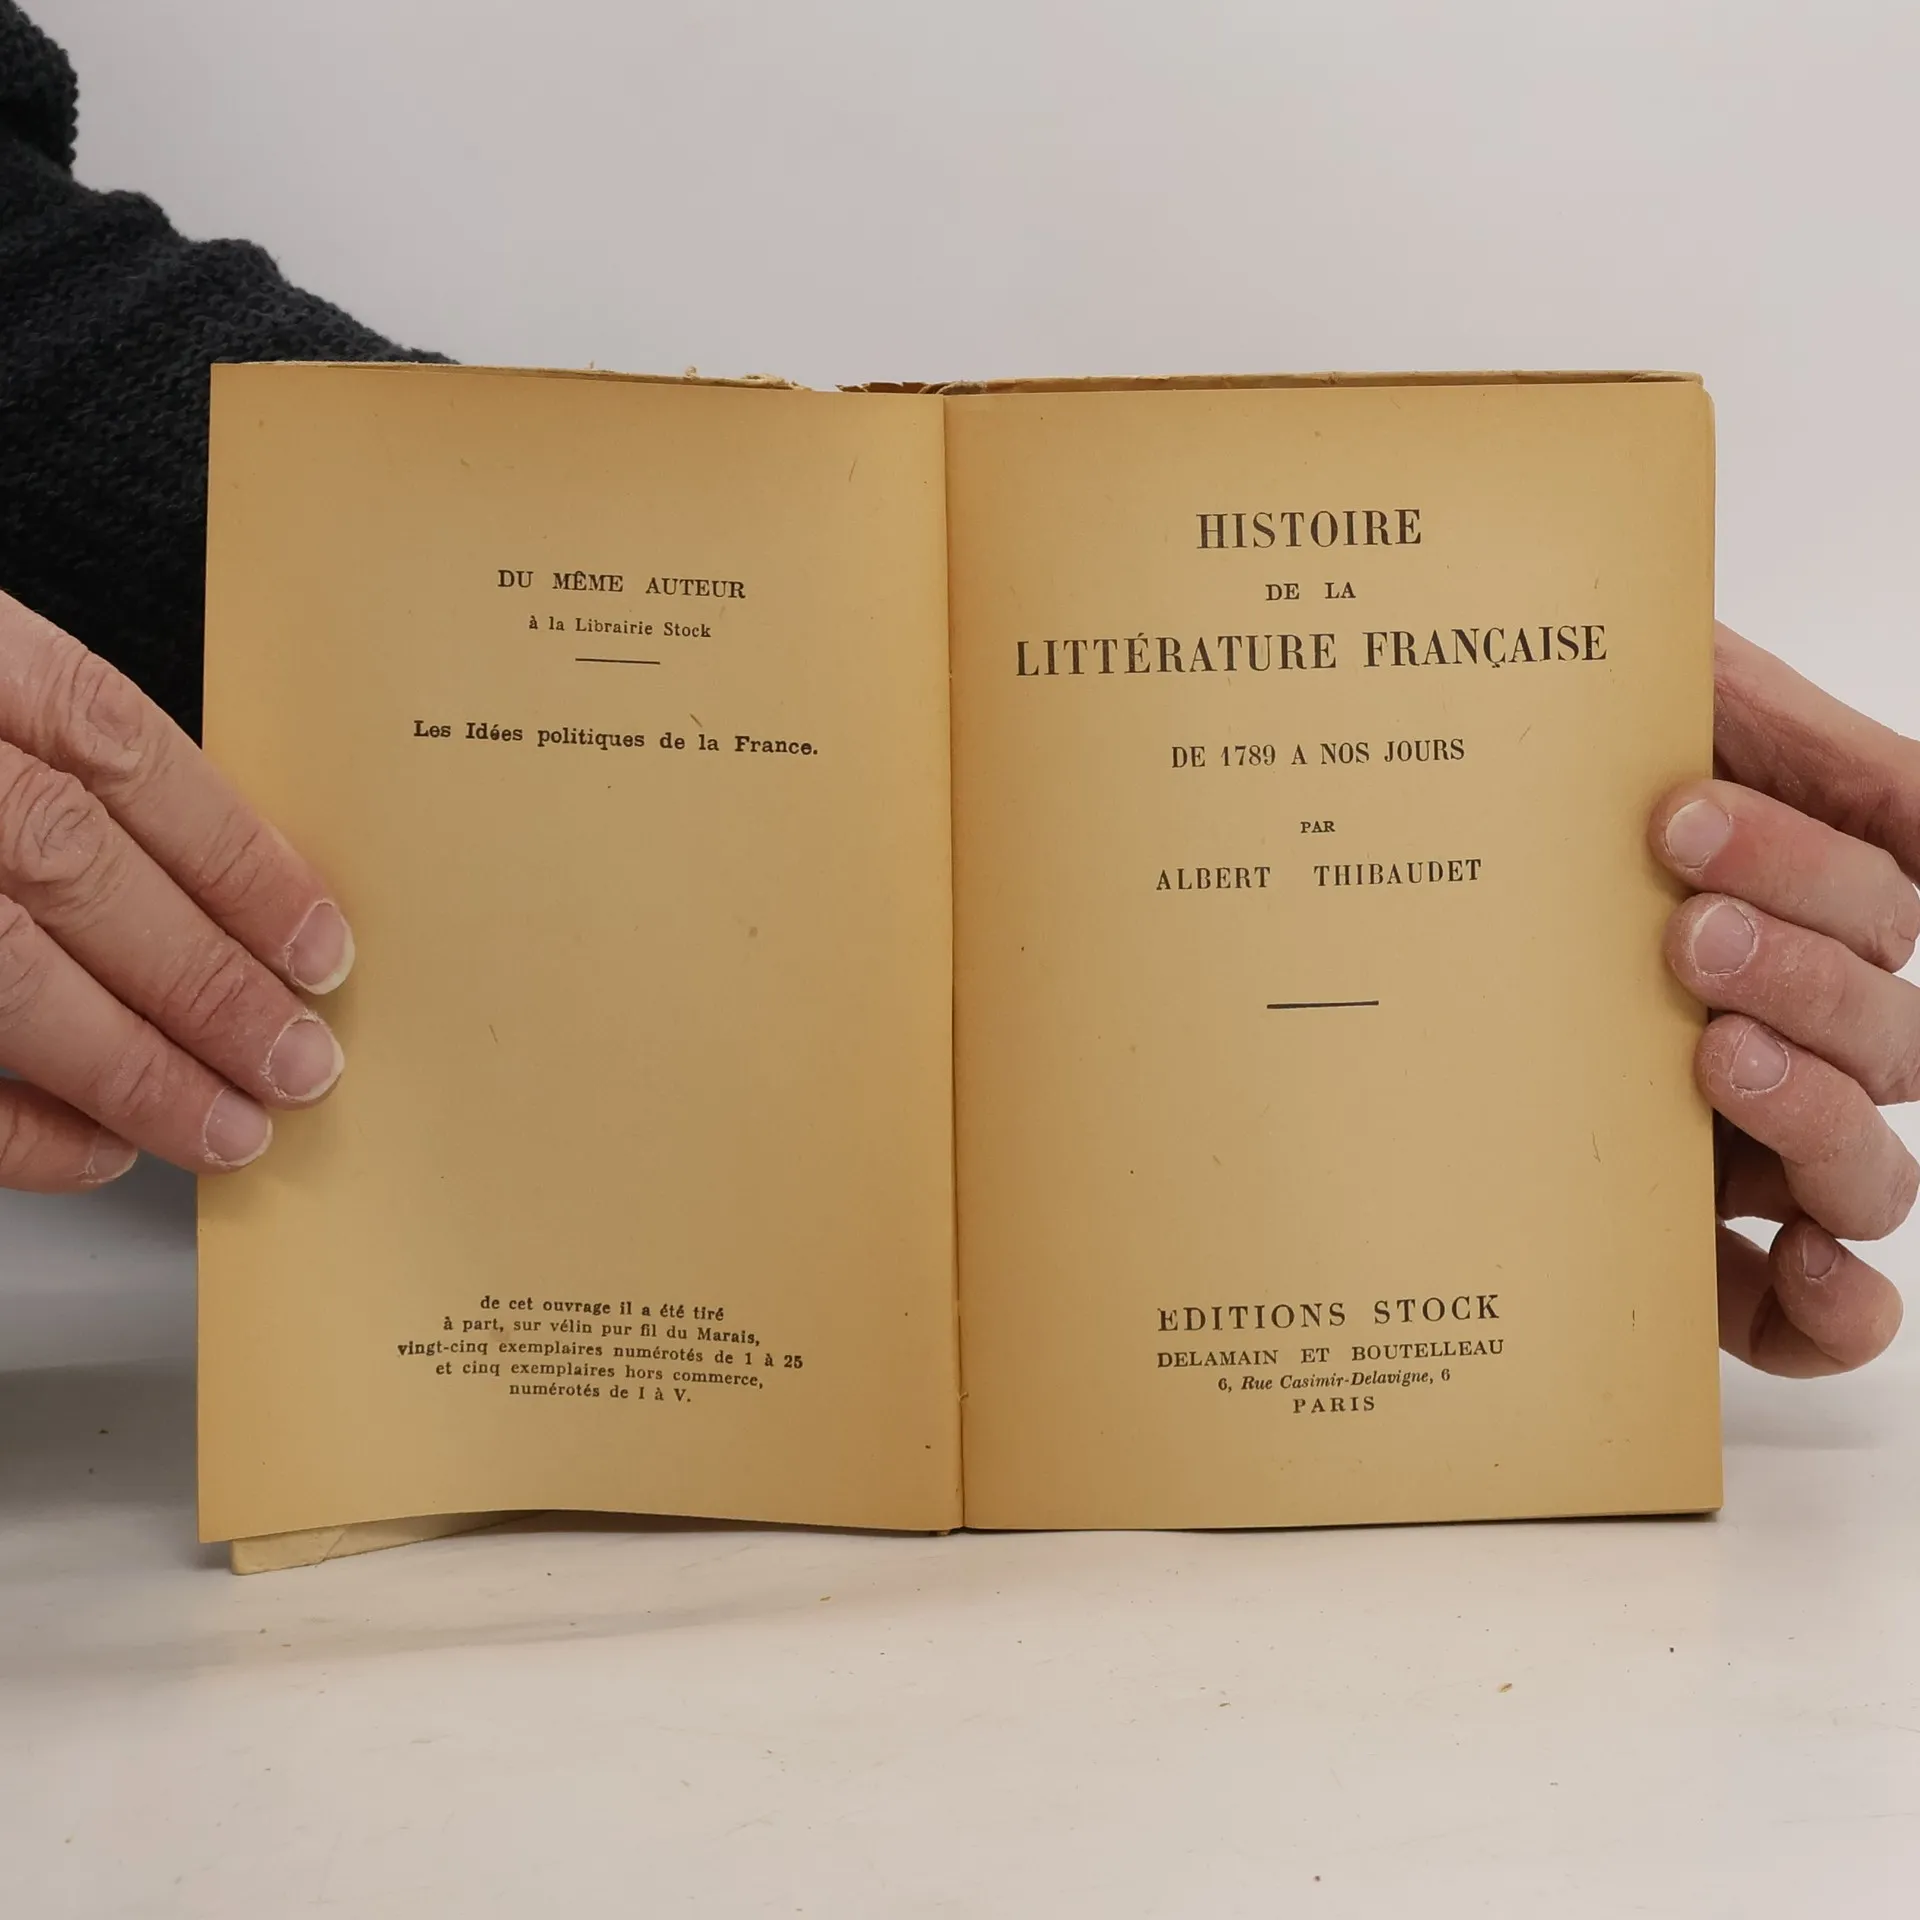 DU MÊME AUTEUR
à la Librairie Stock
Les Idées politiques de la France.
de cet ouvrage il a été tiré
à part, sur vélin pur fil du Marais,
vingt-cinq exemplaires numérotés de 1 à 25
et cinq exemplaires hors commerce,
numérotés de I à V.
HISTOIRE
DE LA
LITTÉRATURE FRANÇAISE
DE 1789 A NOS JOURS
PAR
ALBERT THIBAUDET
EDITIONS STOCK
DELAMAIN ET BOUTELLEAU
6, Rue Casimir-Delavigne, 6
PARIS